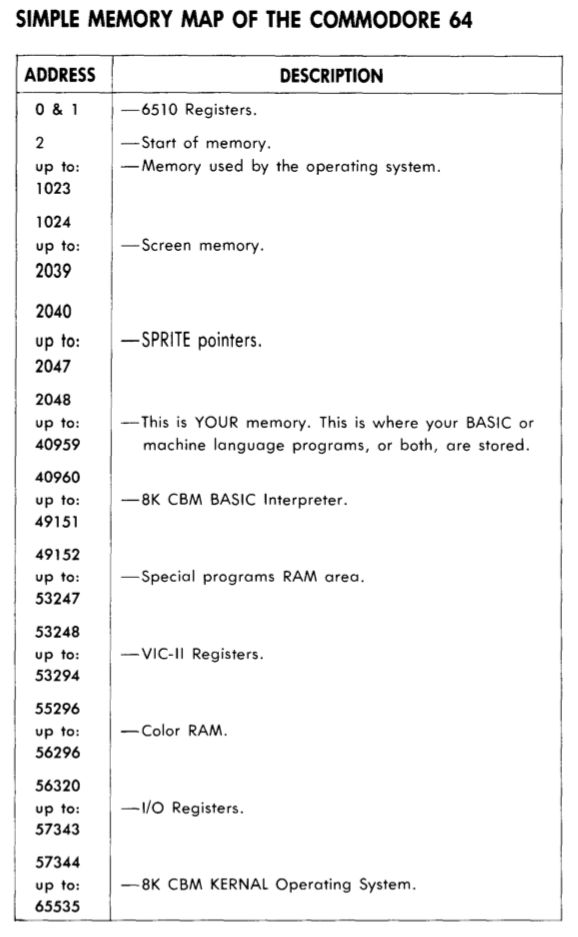 SIMPLE MEMORY MAP OF THE COMMODORE 64
ADDRESS DESCRIPTION
0 & 1 —6510 Registers.
2 —Start of memory.
up to: —Memory used by the operating system.
1023
1024
up to: —Screen memory.
2039
2040
up to: —SPRITE pointers.
2047
2048
up to: —This is YOUR memory. This is where your BASIC or
40959 machine language programs, or both, are stored.
40960
up to: —8K CBM BASIC Interpreter.
49151
49152
up to: —Special programs RAM area.
53247
53248
up to: —VIC-II Registers.
53294
55296
up to: —Color RAM.
56296
56320
up to: —I/O Registers.
57343
57344
up to: —8K CBM KERNAL Operating System.
65535